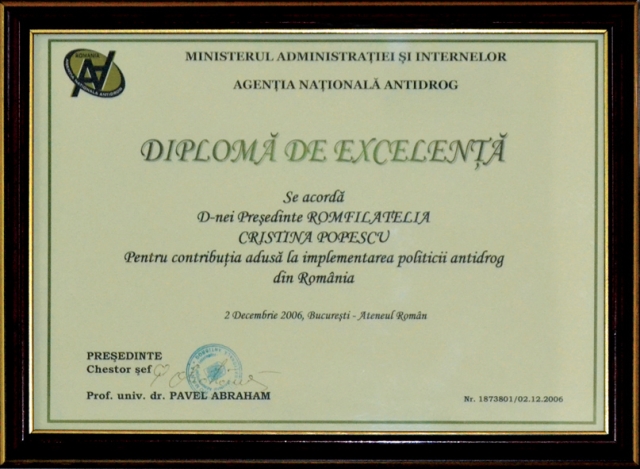 MINISTERUL ADMINISTRAȚIEI ȘI INTERNELOR
AGENȚIA NAȚIONALĂ ANTIDROG
DIPLOMĂ DE EXCELENȚĂ
Se acordă
D-nei Președinte ROMFILATELIA
CRISTINA POPESCU
Pentru contribuția adusă la implementarea politicii antidrog
din România
2 Decembrie 2006, București - Ateneul Român
PREȘEDINTE
Chestor șef
Prof. univ. dr. PAVEL ABRAHAM
Nr. 1873801/02.12.2006